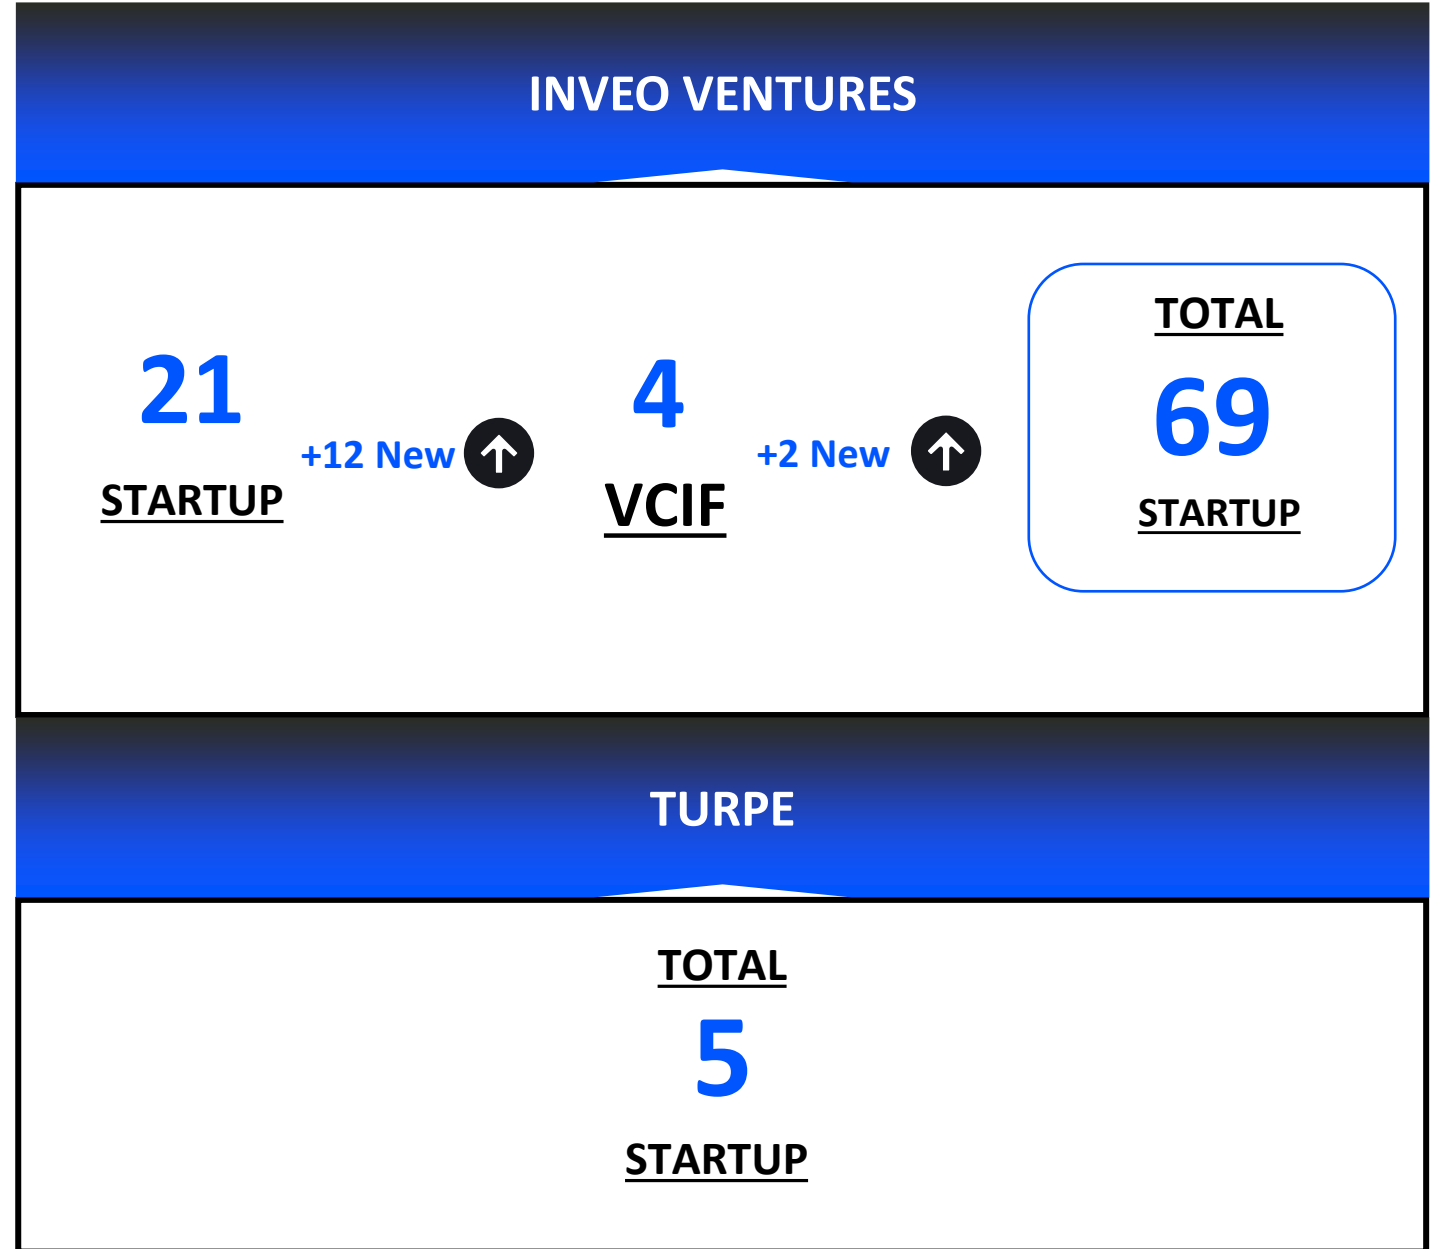 INVEO VENTURES
21
STARTUP
+12 New
4
VCIF
+2 New
TOTAL
69
STARTUP
TURPE
TOTAL
5
STARTUP